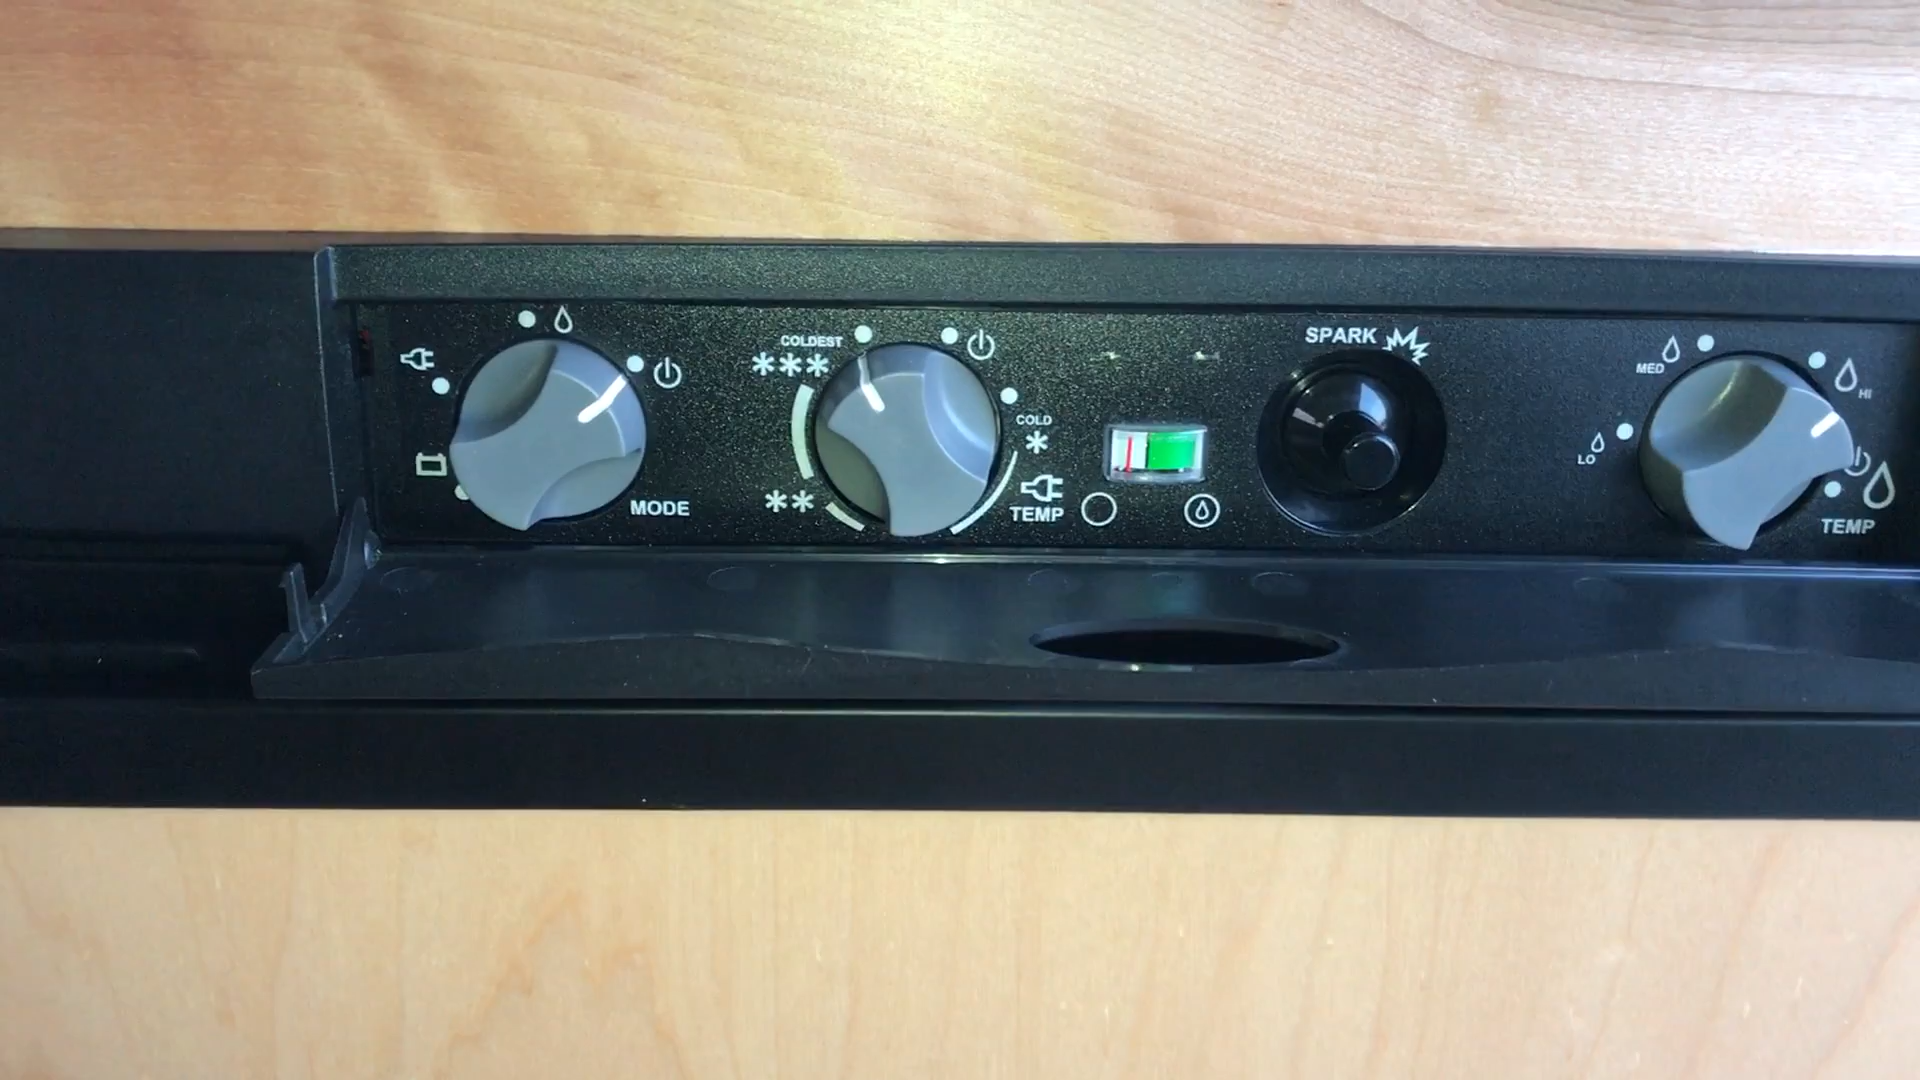 MODE
COLDEST
***
**
COLD
*
TEMP
SPARK
LO
MED
HI
TEMP